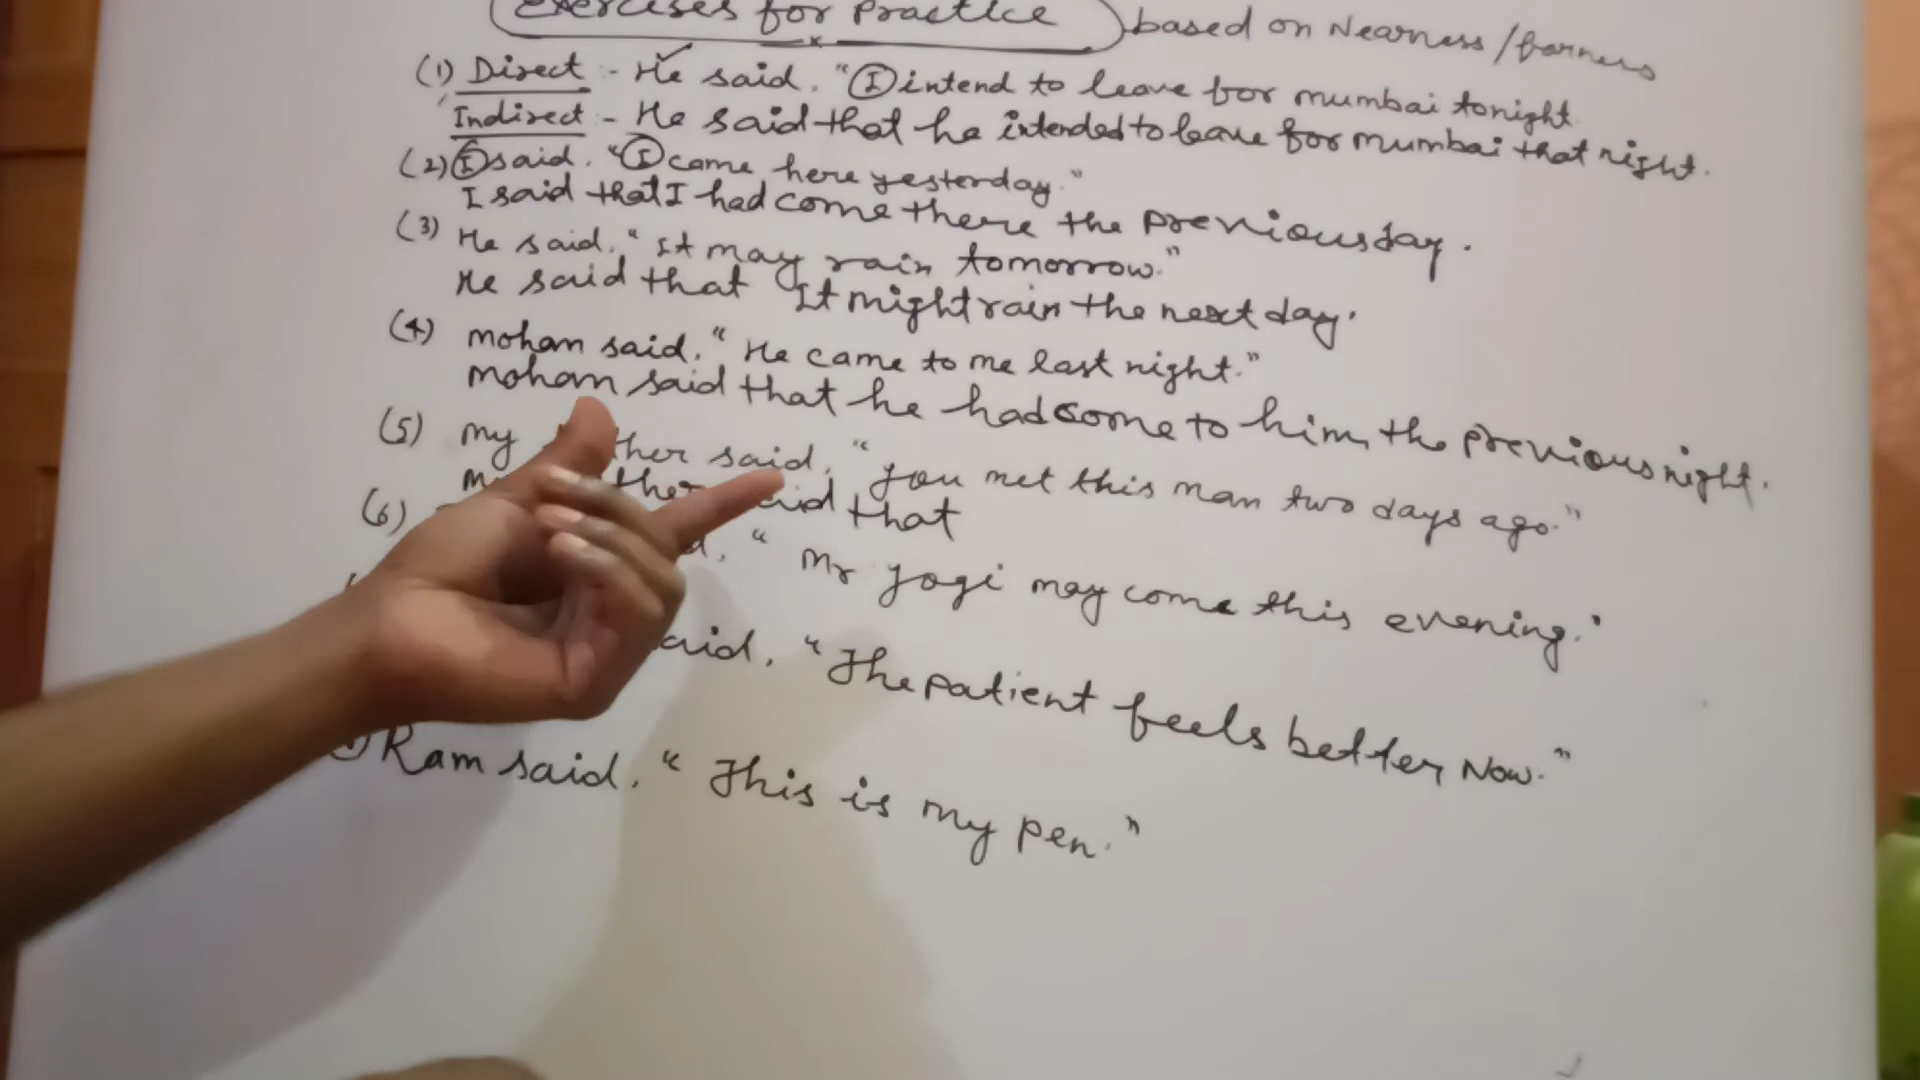 exercises for Practice based on Nearness/farness
(1) Direct :- He said. "I intend to leave for mumbai tonight
Indirect :- He said that he intended to leave for mumbai that night.
(2) I said. "I came here yesterday."
I said that I had come there the previous day.
(3) He said. "It may rain tomorrow."
He said that It might rain the next day.
(4) mohan said. "He came to me last night."
mohan said that he had come to him the previous night.
(5) my ther said. "You met this man two days ago."
ther said that
(6) "Mr Yogi may come this evening."
aid. "The patient feels better Now."
Ram said. "This is my pen."